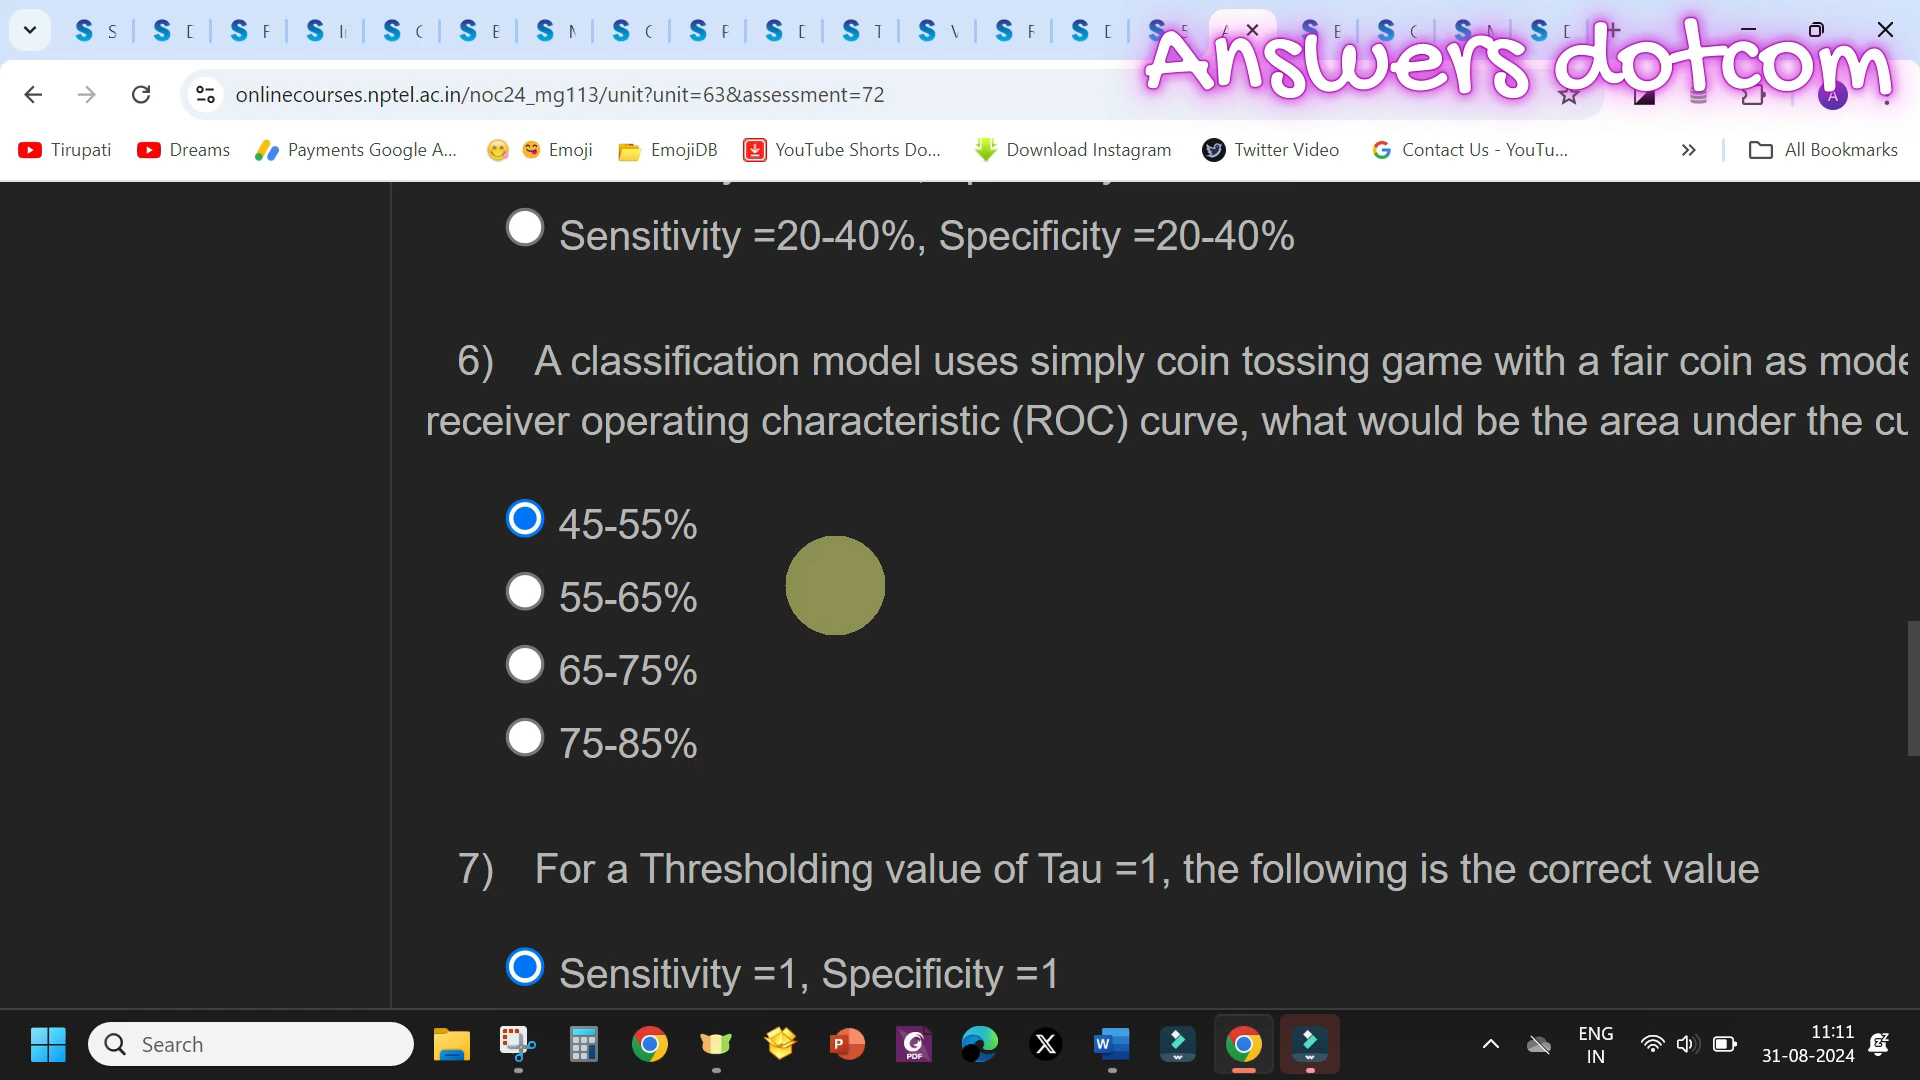 S
F
I
C
E
M
C
F
T
V
F
Answers dotcom
onlinecourses.nptel.ac.in/noc24_mg113/unit?unit=63&assessment=72
A
Tirupati
Dreams
Payments Google A...
Emoji
EmojiDB
YouTube Shorts Do...
Download Instagram
Twitter Video
Contact Us - YouTu...
All Bookmarks
Sensitivity =20-40%, Specificity =20-40%
6) A classification model uses simply coin tossing game with a fair coin as mode
receiver operating characteristic (ROC) curve, what would be the area under the cu
45-55%
55-65%
65-75%
75-85%
7) For a Thresholding value of Tau =1, the following is the correct value
Sensitivity =1, Specificity =1
Search
ENG
IN
11:11
31-08-2024